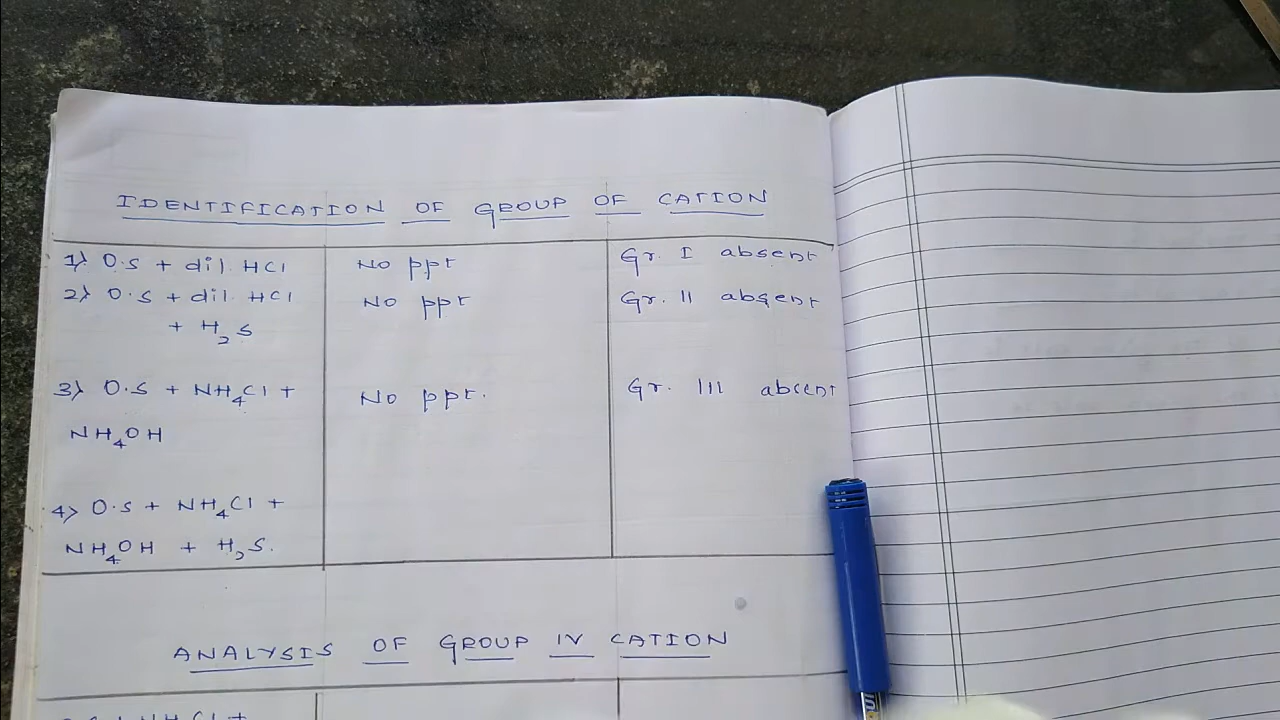 IDENTIFICATION OF GROUP OF CATION
1) O.S + dil. HCl No ppt Gr. I absent
2) O.S + dil. HCl No ppt Gr. II absent
+ H₂S
3) O.S + NH₄Cl + No ppt. Gr. III absent
NH₄OH
4) O.S + NH₄Cl +
NH₄OH + H₂S.
ANALYSIS OF GROUP IV CATION